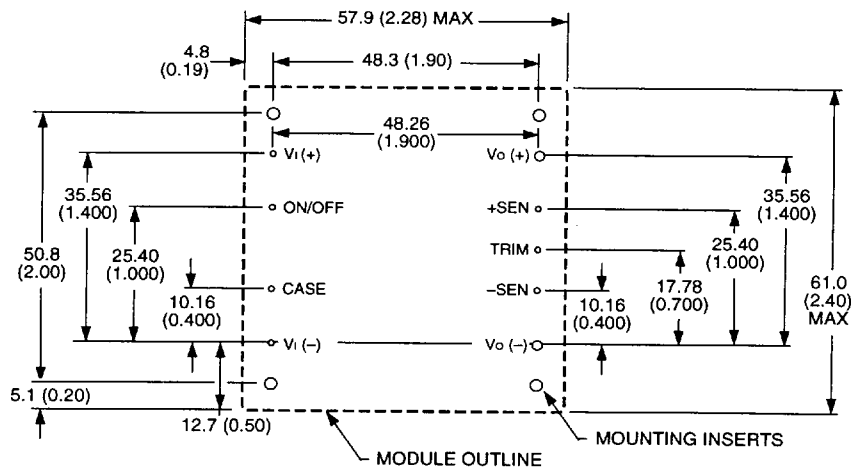 57.9 (2.28) MAX
4.8
(0.19)
48.3 (1.90)
48.26
(1.900)
VI (+)
VO (+)
35.56
(1.400)
35.56
(1.400)
ON/OFF
+SEN
50.8
(2.00)
25.40
(1.000)
TRIM
25.40
(1.000)
61.0
(2.40)
MAX
CASE
–SEN
17.78
(0.700)
10.16
(0.400)
10.16
(0.400)
VI (–)
VO (–)
5.1 (0.20)
12.7 (0.50)
MOUNTING INSERTS
MODULE OUTLINE